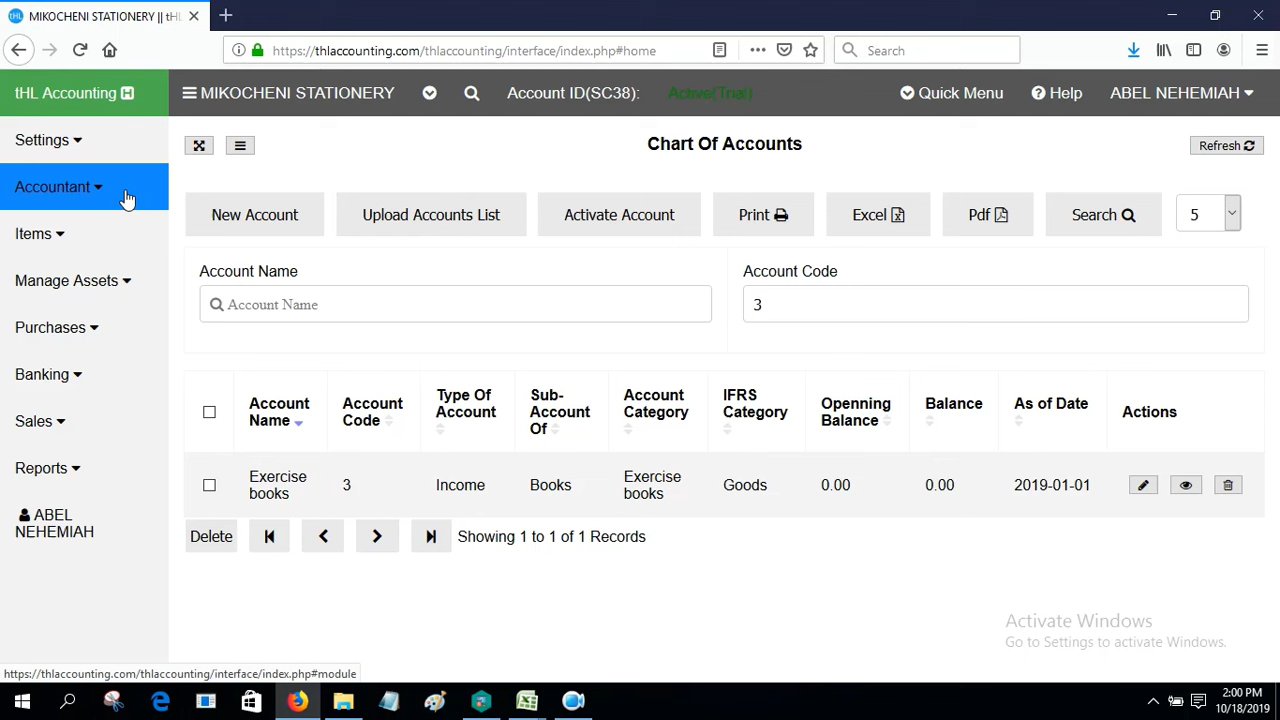 MIKOCHENI STATIONERY || tHL
https://thlaccounting.com/thlaccounting/interface/index.php#home
Search
tHL Accounting
MIKOCHENI STATIONERY
Account ID(SC38):
Active(Trial)
Quick Menu
Help
ABEL NEHEMIAH
Settings
Accountant
Items
Manage Assets
Purchases
Banking
Sales
Reports
ABEL
NEHEMIAH
Chart Of Accounts
Refresh
New Account
Upload Accounts List
Activate Account
Print
Excel
Pdf
Search
5
Account Name
Account Code
Account Name
3
Account Name
Account Code
Type Of Account
Sub-Account Of
Account Category
IFRS Category
Openning Balance
Balance
As of Date
Actions
Exercise books
3
Income
Books
Exercise books
Goods
0.00
0.00
2019-01-01
Delete
Showing 1 to 1 of 1 Records
Activate Windows
Go to Settings to activate Windows.
https://thlaccounting.com/thlaccounting/interface/index.php#module
2:00 PM
10/18/2019